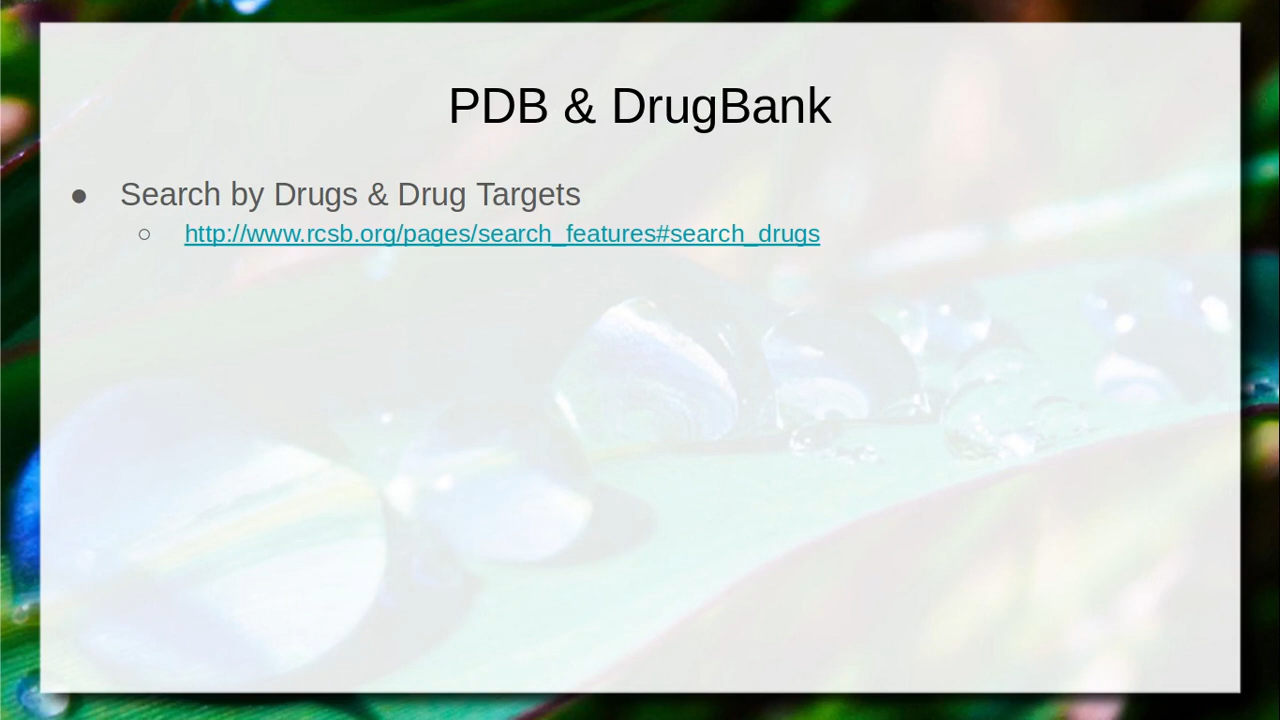 PDB & DrugBank
● Search by Drugs & Drug Targets
○ http://www.rcsb.org/pages/search_features#search_drugs